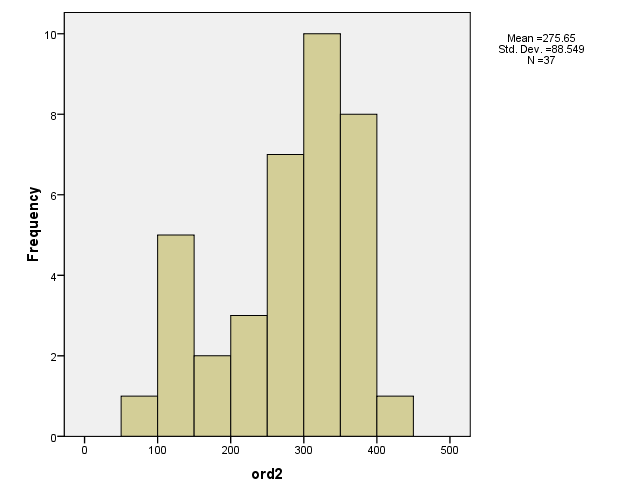 Mean =275.65
Std. Dev. =88.549
N =37
10
8
6
4
2
0
Frequency
0 100 200 300 400 500
ord2